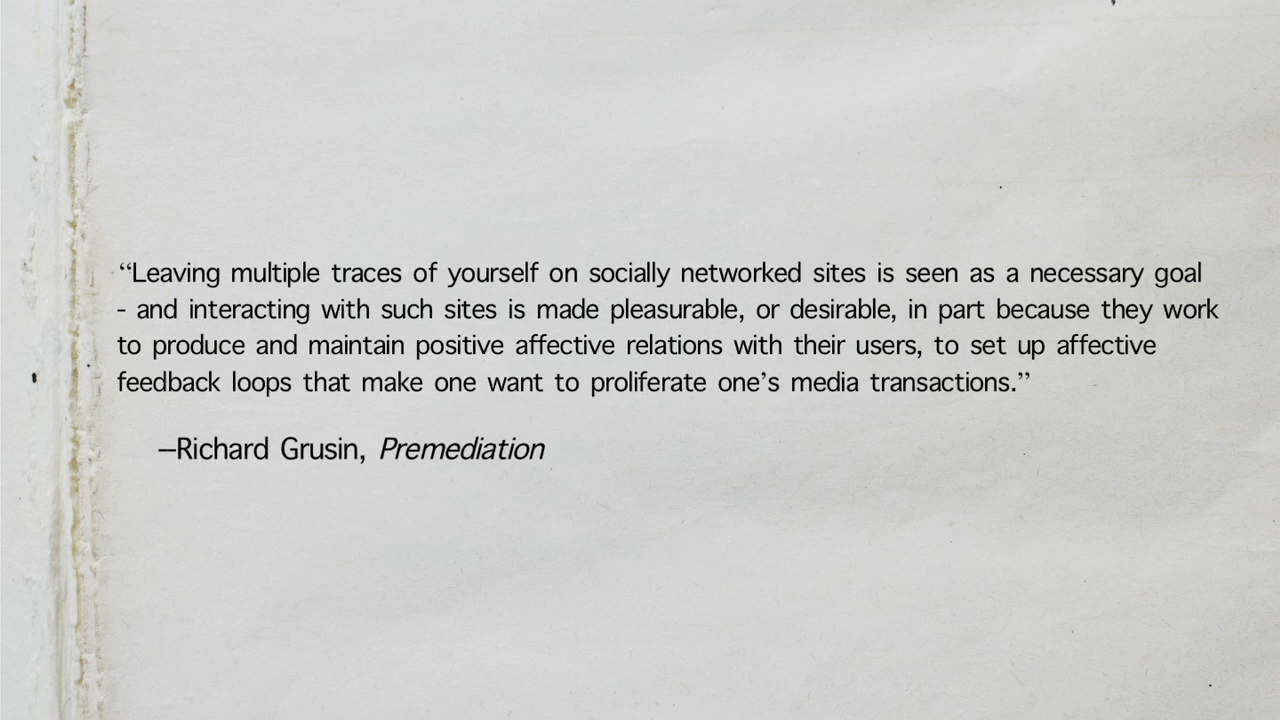 “Leaving multiple traces of yourself on socially networked sites is seen as a necessary goal
- and interacting with such sites is made pleasurable, or desirable, in part because they work
to produce and maintain positive affective relations with their users, to set up affective
feedback loops that make one want to proliferate one’s media transactions.”
–Richard Grusin, Premediation